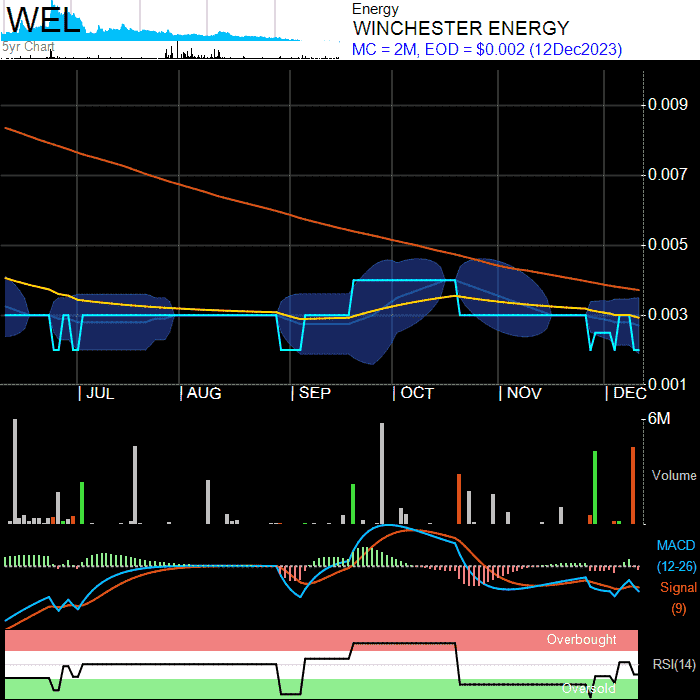 WEL
5yr Chart
Energy
WINCHESTER ENERGY
MC = 2M, EOD = $0.002 (12Dec2023)
0.009
0.007
0.005
0.003
0.001
| JUL | AUG | SEP | OCT | NOV | DEC
6M
Volume
MACD
(12-26)
Signal
(9)
Overbought
RSI(14)
Oversold